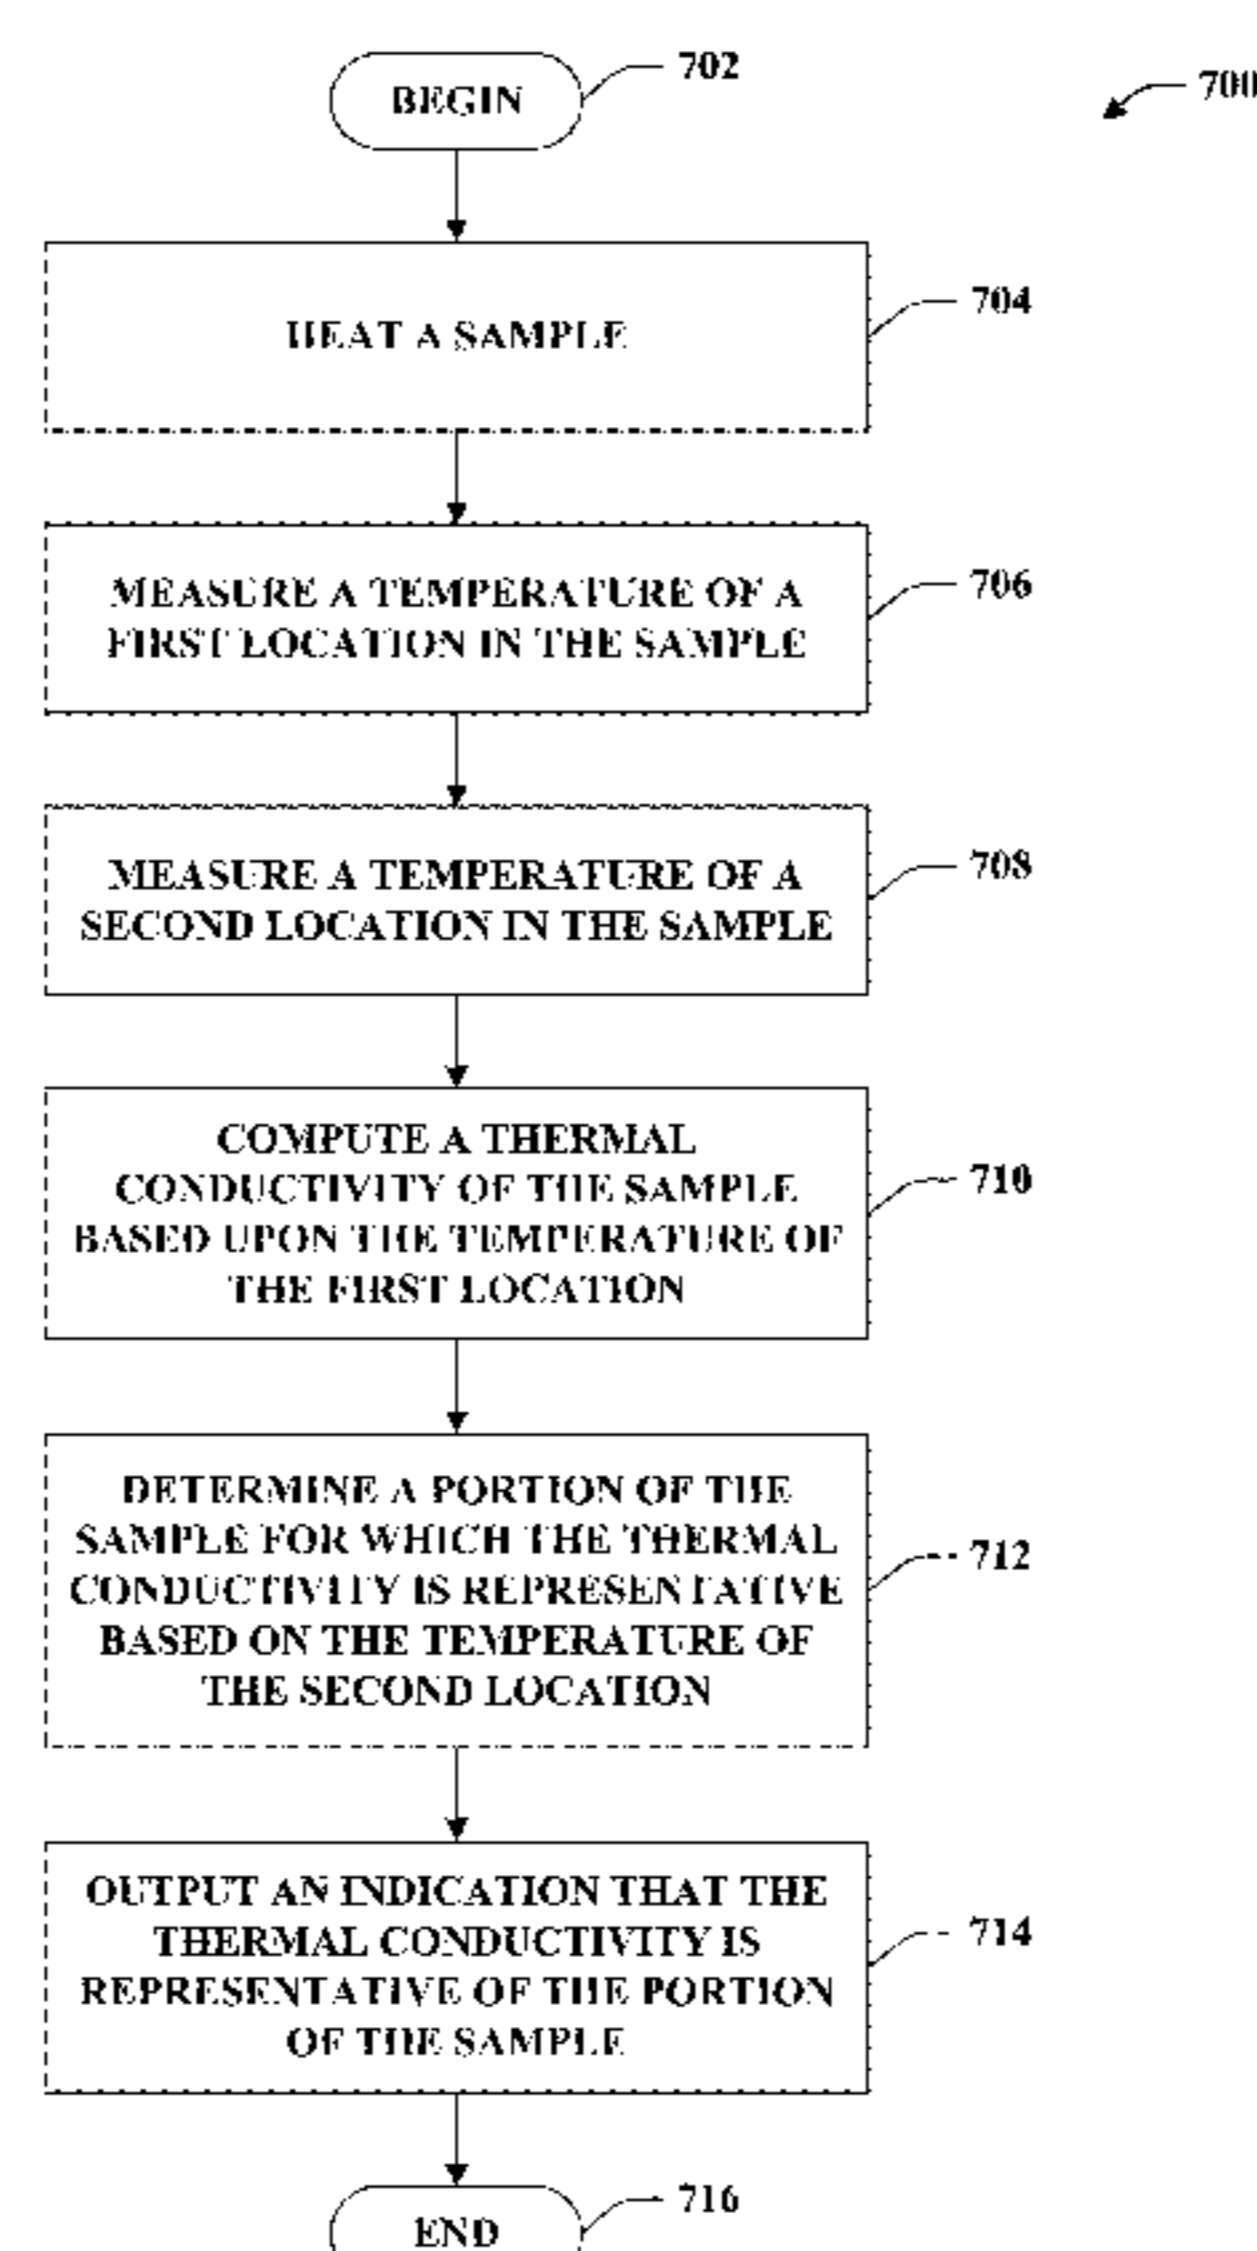 BEGIN
702
700
HEAT A SAMPLE
704
MEASURE A TEMPERATURE OF A
FIRST LOCATION IN THE SAMPLE
706
MEASURE A TEMPERATURE OF A
SECOND LOCATION IN THE SAMPLE
708
COMPUTE A THERMAL
CONDUCTIVITY OF THE SAMPLE
BASED UPON THE TEMPERATURE OF
THE FIRST LOCATION
710
DETERMINE A PORTION OF THE
SAMPLE FOR WHICH THE THERMAL
CONDUCTIVITY IS REPRESENTATIVE
BASED ON THE TEMPERATURE OF
THE SECOND LOCATION
712
OUTPUT AN INDICATION THAT THE
THERMAL CONDUCTIVITY IS
REPRESENTATIVE OF THE PORTION
OF THE SAMPLE
714
END
716